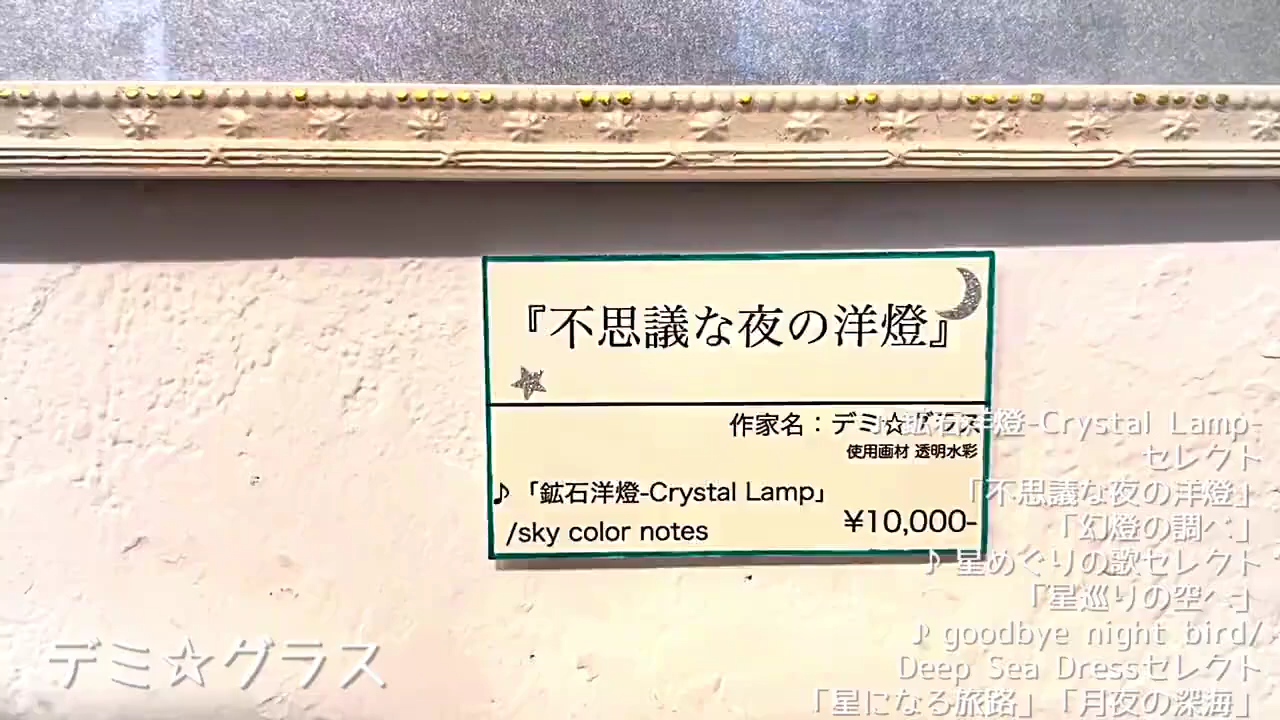 『不思議な夜の洋燈』
作家名：デミ☆グラス
使用画材 透明水彩
♪「鉱石洋燈-Crystal Lamp」
/sky color notes
¥10,000-
♪ 鉱石洋燈-Crystal Lamp-
セレクト
「不思議な夜の洋燈」
「幻燈の調べ」
♪ 星めぐりの歌セレクト
「星巡りの空へ」
♪ goodbye night bird/
Deep Sea Dressセレクト
「星になる旅路」「月夜の深海」
デミ☆グラス